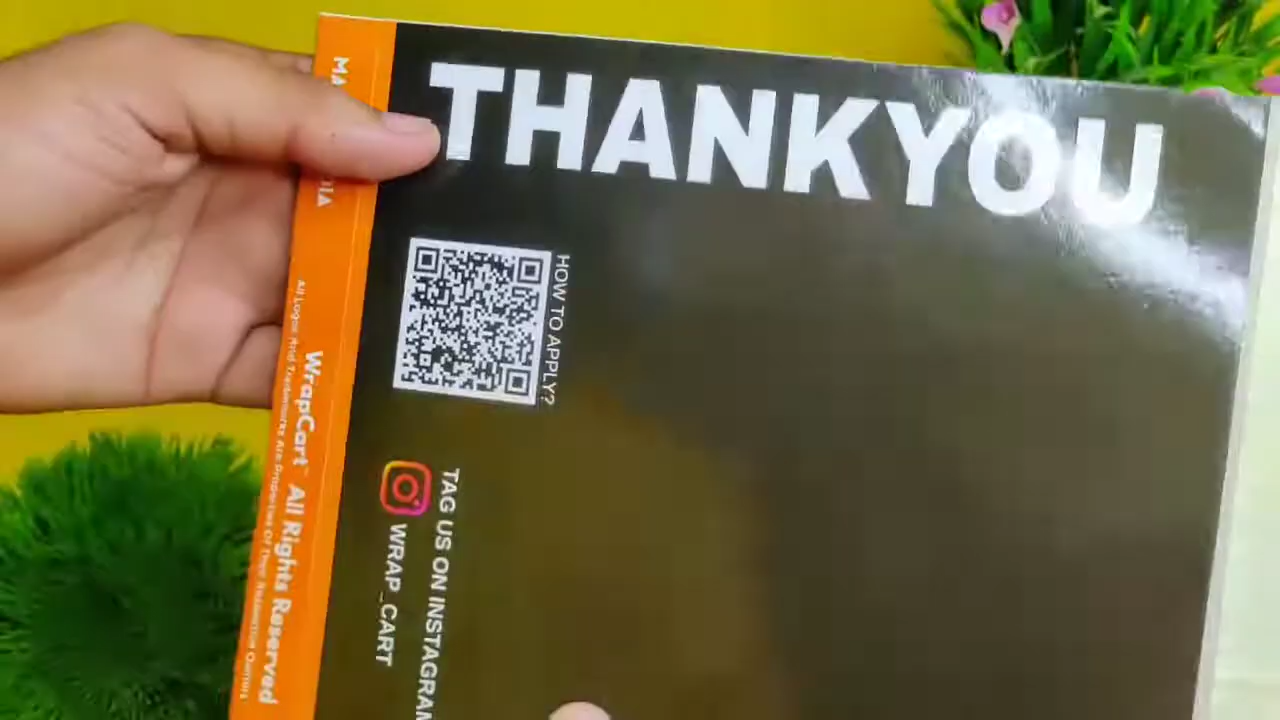 THANKYOU
HOW TO APPLY?
TAG US ON INSTAGRAM
WRAP_CART
WrapCart™ All Rights Reserved
All Logos And Trademarks Are Properties Of Their Respective Owners